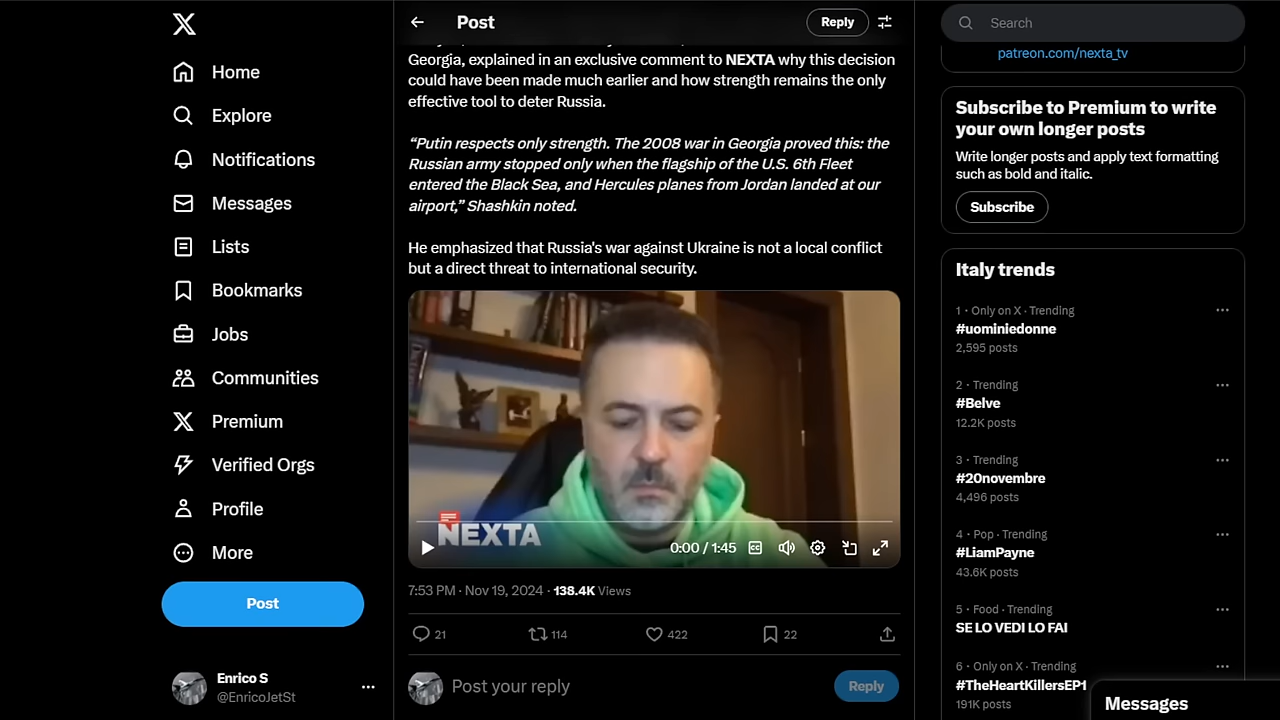 Home
Explore
Notifications
Messages
Lists
Bookmarks
Jobs
Communities
Premium
Verified Orgs
Profile
More
Post
Enrico S
@EnricoJetSt
Post
Reply
Georgia, explained in an exclusive comment to NEXTA why this decision
could have been made much earlier and how strength remains the only
effective tool to deter Russia.
“Putin respects only strength. The 2008 war in Georgia proved this: the
Russian army stopped only when the flagship of the U.S. 6th Fleet
entered the Black Sea, and Hercules planes from Jordan landed at our
airport,” Shashkin noted.
He emphasized that Russia's war against Ukraine is not a local conflict
but a direct threat to international security.
NEXTA
0:00 / 1:45
7:53 PM · Nov 19, 2024 · 138.4K Views
21 114 422 22
Post your reply
Reply
Search
patreon.com/nexta_tv
Subscribe to Premium to write
your own longer posts
Write longer posts and apply text formatting
such as bold and italic.
Subscribe
Italy trends
1 · Only on X · Trending
#uominiedonne
2,595 posts
2 · Trending
#Belve
12.2K posts
3 · Trending
#20novembre
4,496 posts
4 · Pop · Trending
#LiamPayne
43.6K posts
5 · Food · Trending
SE LO VEDI LO FAI
6 · Only on X · Trending
#TheHeartKillersEP1
191K posts
Messages